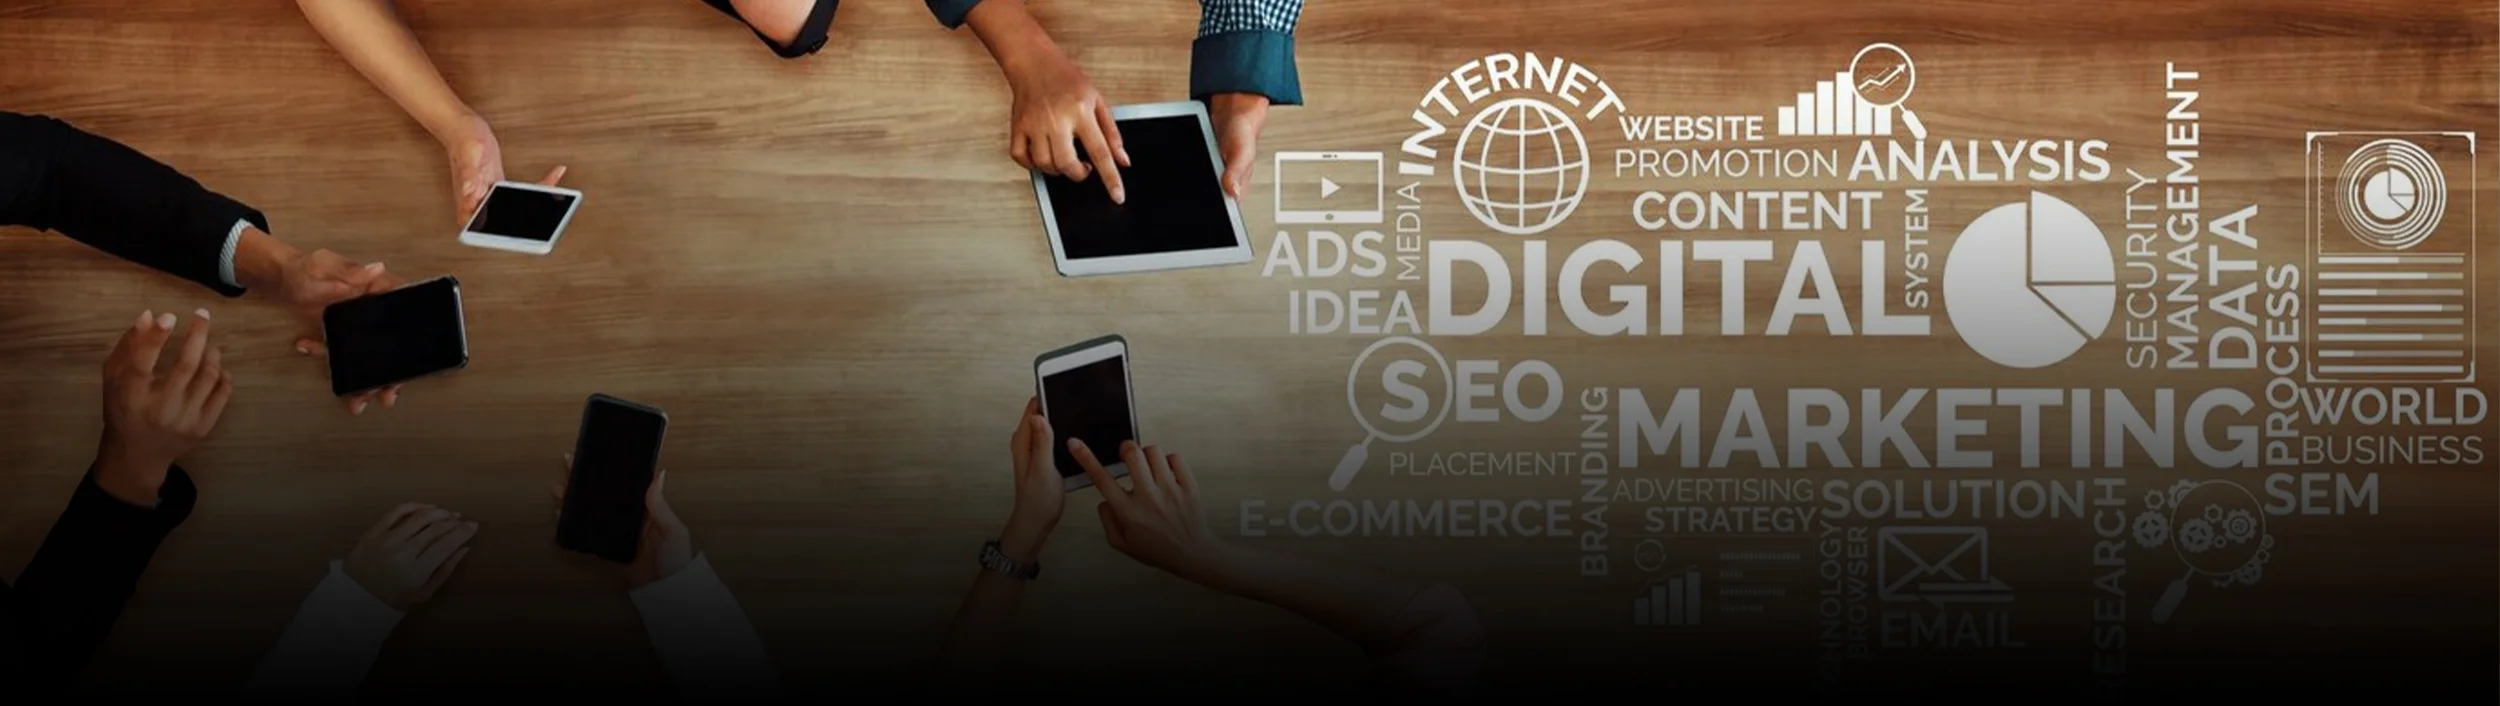 INTERNET
WEBSITE
PROMOTION
ANALYSIS
CONTENT
MEDIA
ADS
IDEA
DIGITAL
SYSTEM
SECURITY
MANAGEMENT
DATA
PROCESS
SEO
PLACEMENT
E-COMMERCE
BRANDING
MARKETING
WORLD
BUSINESS
SEM
ADVERTISING
STRATEGY
SOLUTION
BROWSER
EMAIL